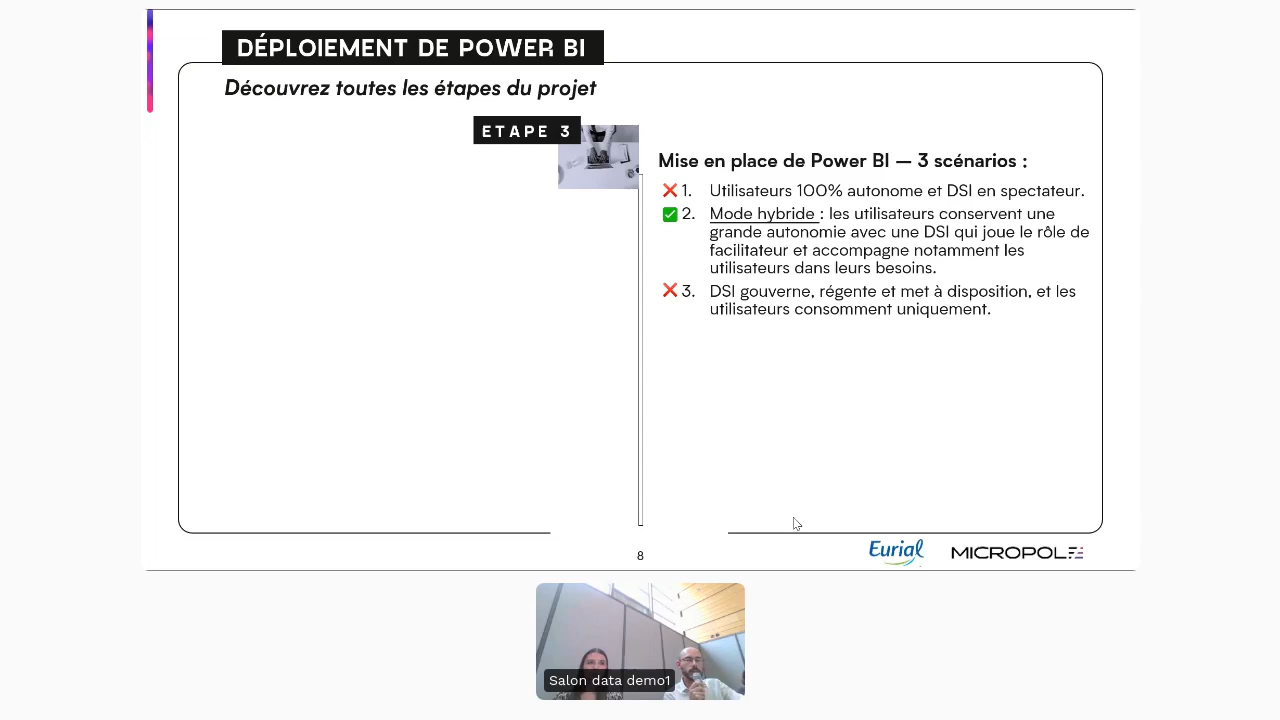 DÉPLOIEMENT DE POWER BI
Découvrez toutes les étapes du projet
ETAPE 3
Mise en place de Power BI – 3 scénarios :
❌ 1. Utilisateurs 100% autonome et DSI en spectateur.
✅ 2. Mode hybride : les utilisateurs conservent une
grande autonomie avec une DSI qui joue le rôle de
facilitateur et accompagne notamment les
utilisateurs dans leurs besoins.
❌ 3. DSI gouverne, régente et met à disposition, et les
utilisateurs consomment uniquement.
8
Eurial
MICROPOLE
Salon data demo1